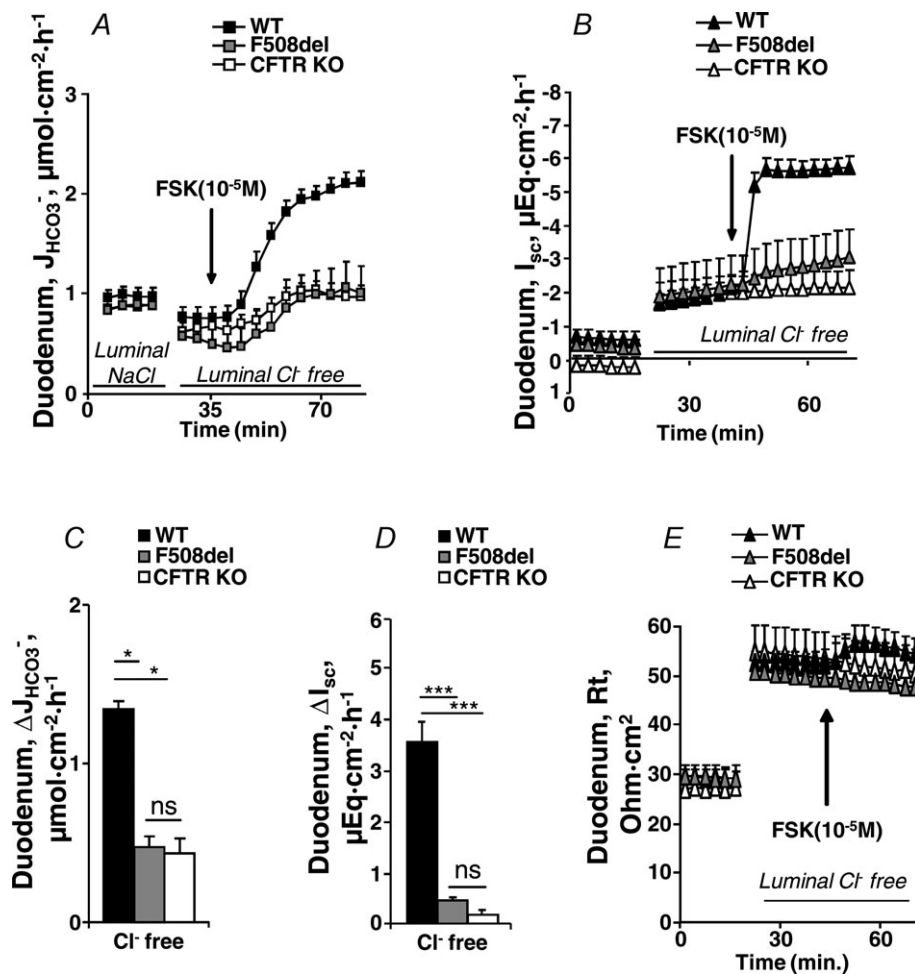 A
WT
F508del
CFTR KO
Duodenum, J_HCO3⁻, µmol·cm⁻²·h⁻¹
3
2
1
0
FSK(10⁻⁵M)
Luminal
NaCl
Luminal Cl⁻ free
0
35
70
Time (min)
B
WT
F508del
CFTR KO
Duodenum, I_sc, µEq·cm⁻²·h⁻¹
-8
-7
-6
-5
-4
-3
-2
-1
0
1
FSK(10⁻⁵M)
Luminal Cl⁻ free
0
30
60
Time (min)
C
WT
F508del
CFTR KO
Duodenum, ΔJ_HCO3⁻,
µmol·cm⁻²·h⁻¹
2
1
0
*
*
ns
Cl⁻ free
D
WT
F508del
CFTR KO
Duodenum, ΔI_sc,
µEq·cm⁻²·h⁻¹
6
5
4
3
2
1
0
***
***
ns
Cl⁻ free
E
WT
F508del
CFTR KO
Duodenum, Rt,
Ohm·cm²
60
50
40
30
20
10
0
FSK(10⁻⁵M)
Luminal Cl⁻ free
0
30
60
Time (min.)